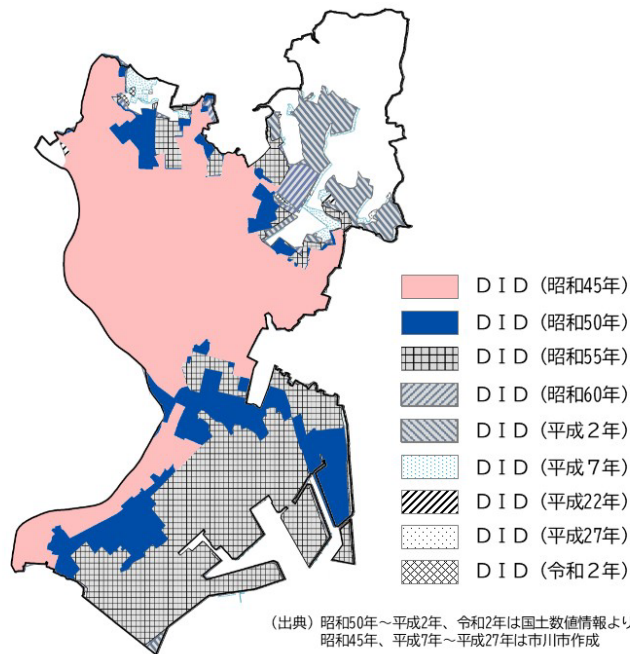 ＤＩＤ（昭和45年）
ＤＩＤ（昭和50年）
ＤＩＤ（昭和55年）
ＤＩＤ（昭和60年）
ＤＩＤ（平成２年）
ＤＩＤ（平成７年）
ＤＩＤ（平成22年）
ＤＩＤ（平成27年）
ＤＩＤ（令和２年）
（出典）昭和50年～平成2年、令和2年は国土数値情報より
昭和45年、平成7年～平成27年は市川市作成